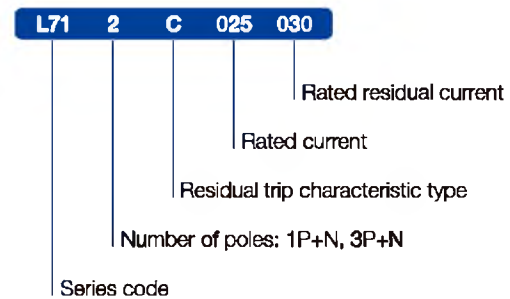 L71 2 C 025 030
Rated residual current
Rated current
Residual trip characteristic type
Number of poles: 1P+N, 3P+N
Series code